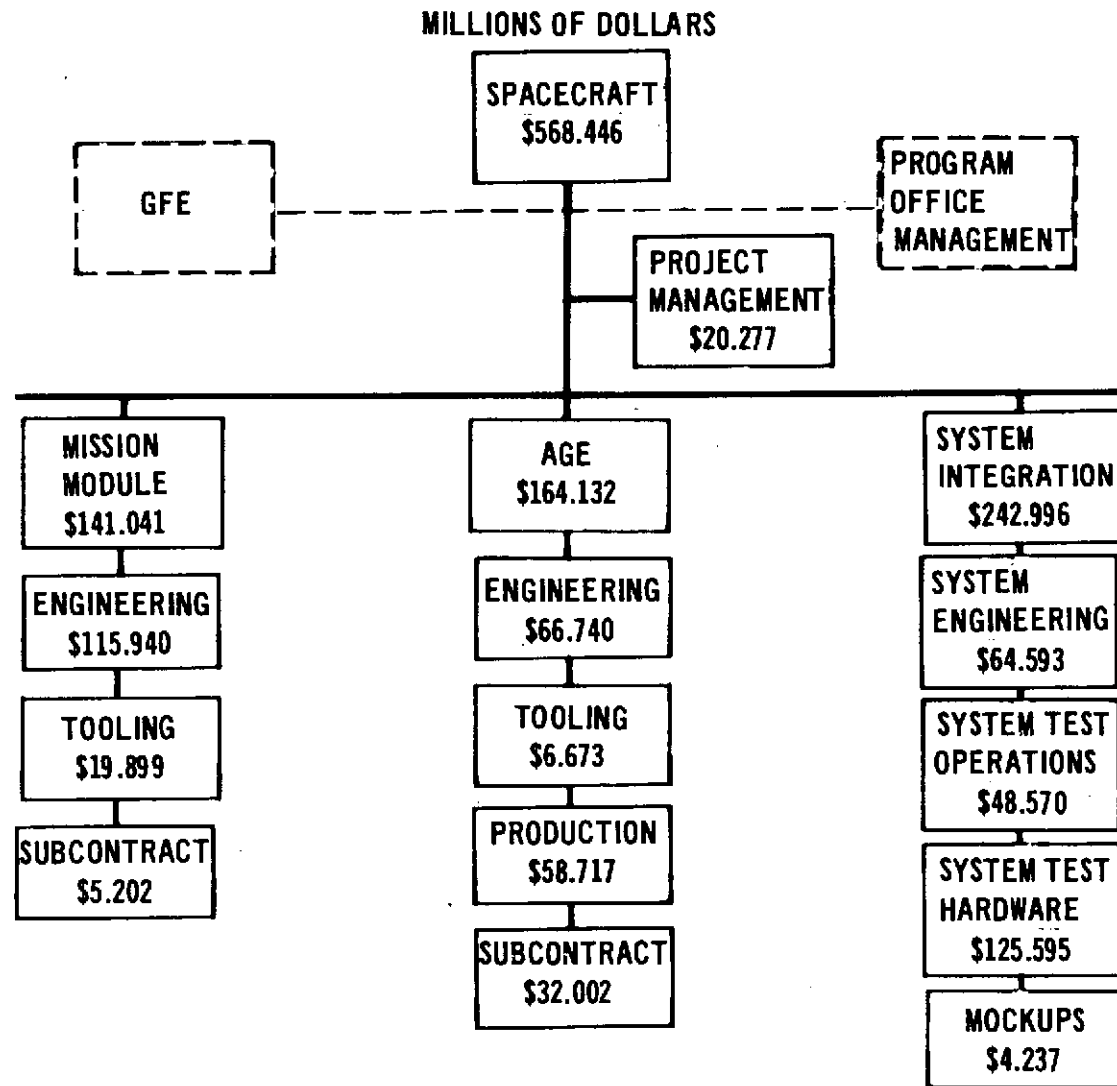 MILLIONS OF DOLLARS
SPACECRAFT
$568.446
GFE
PROGRAM
OFFICE
MANAGEMENT
PROJECT
MANAGEMENT
$20.277
MISSION
MODULE
$141.041
ENGINEERING
$115.940
TOOLING
$19.899
SUBCONTRACT
$5.202
AGE
$164.132
ENGINEERING
$66.740
TOOLING
$6.673
PRODUCTION
$58.717
SUBCONTRACT
$32.002
SYSTEM
INTEGRATION
$242.996
SYSTEM
ENGINEERING
$64.593
SYSTEM TEST
OPERATIONS
$48.570
SYSTEM TEST
HARDWARE
$125.595
MOCKUPS
$4.237